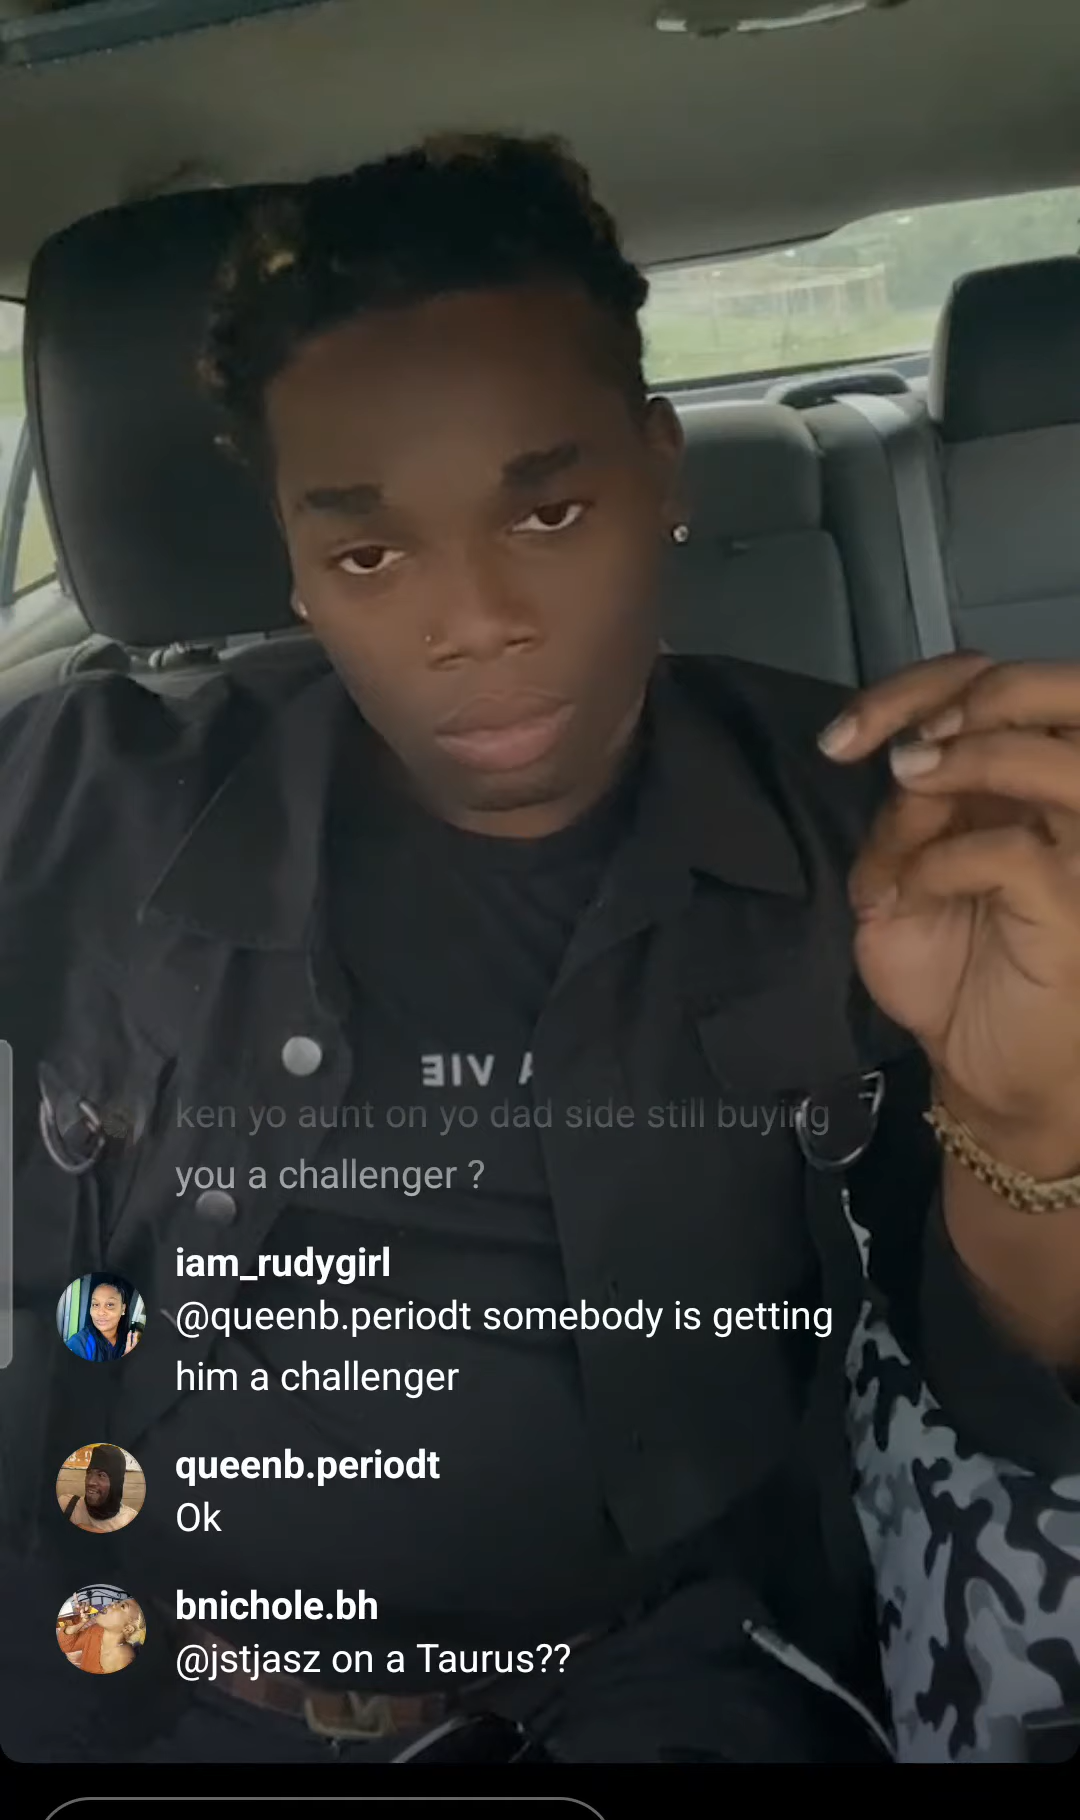 A VIE
ken yo aunt on yo dad side still buying
you a challenger ?
iam_rudygirl
@queenb.periodt somebody is getting
him a challenger
queenb.periodt
Ok
bnichole.bh
@jstjasz on a Taurus??